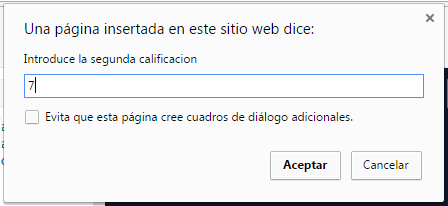 Una página insertada en este sitio web dice:
Introduce la segunda calificacion
7
Evita que esta página cree cuadros de diálogo adicionales.
Aceptar
Cancelar